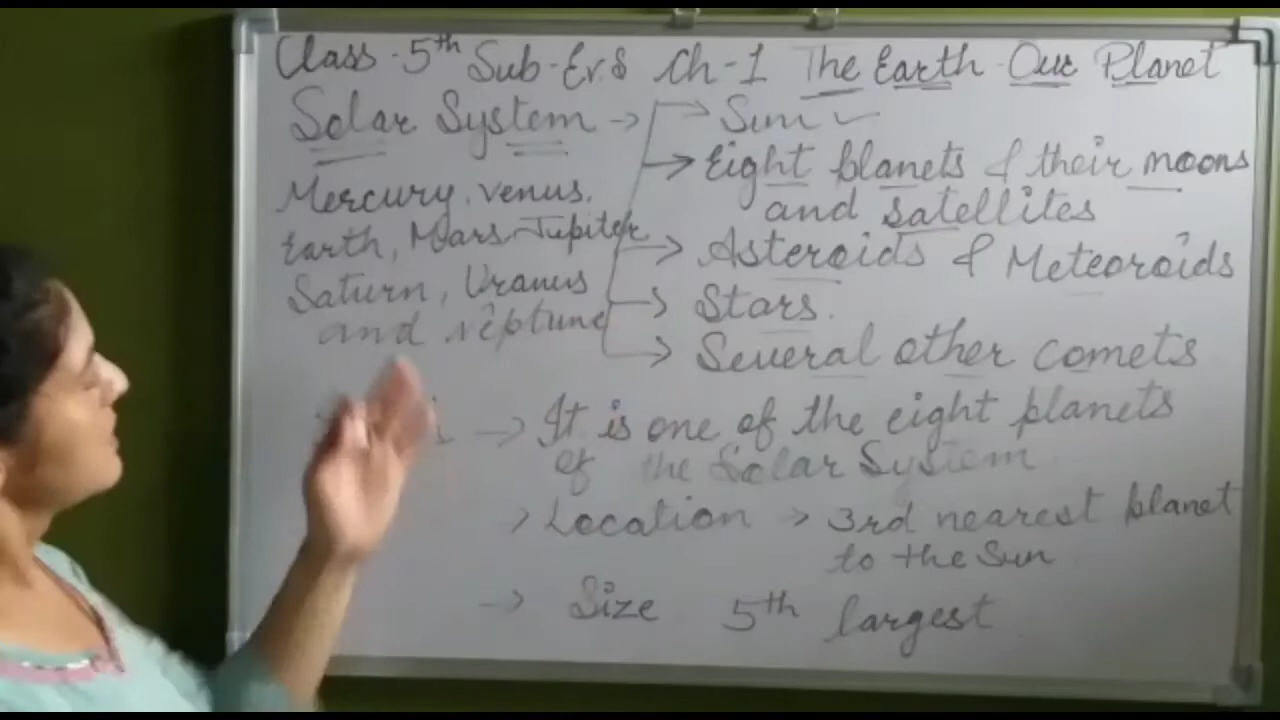 Class-5th Sub-Ev.S Ch-1 The Earth Our Planet
Solar System → Sun ✓
→ Eight planets & their moons
and satellites
Mercury, venus,
Earth, Mars, Jupiter
Saturn, Uranus
and neptune
→ Asteroids & Meteoroids
→ Stars.
→ Several other comets
→ It is one of the eight planets
of the Solar System
→ Location → 3rd nearest planet
to the Sun
→ Size 5th largest